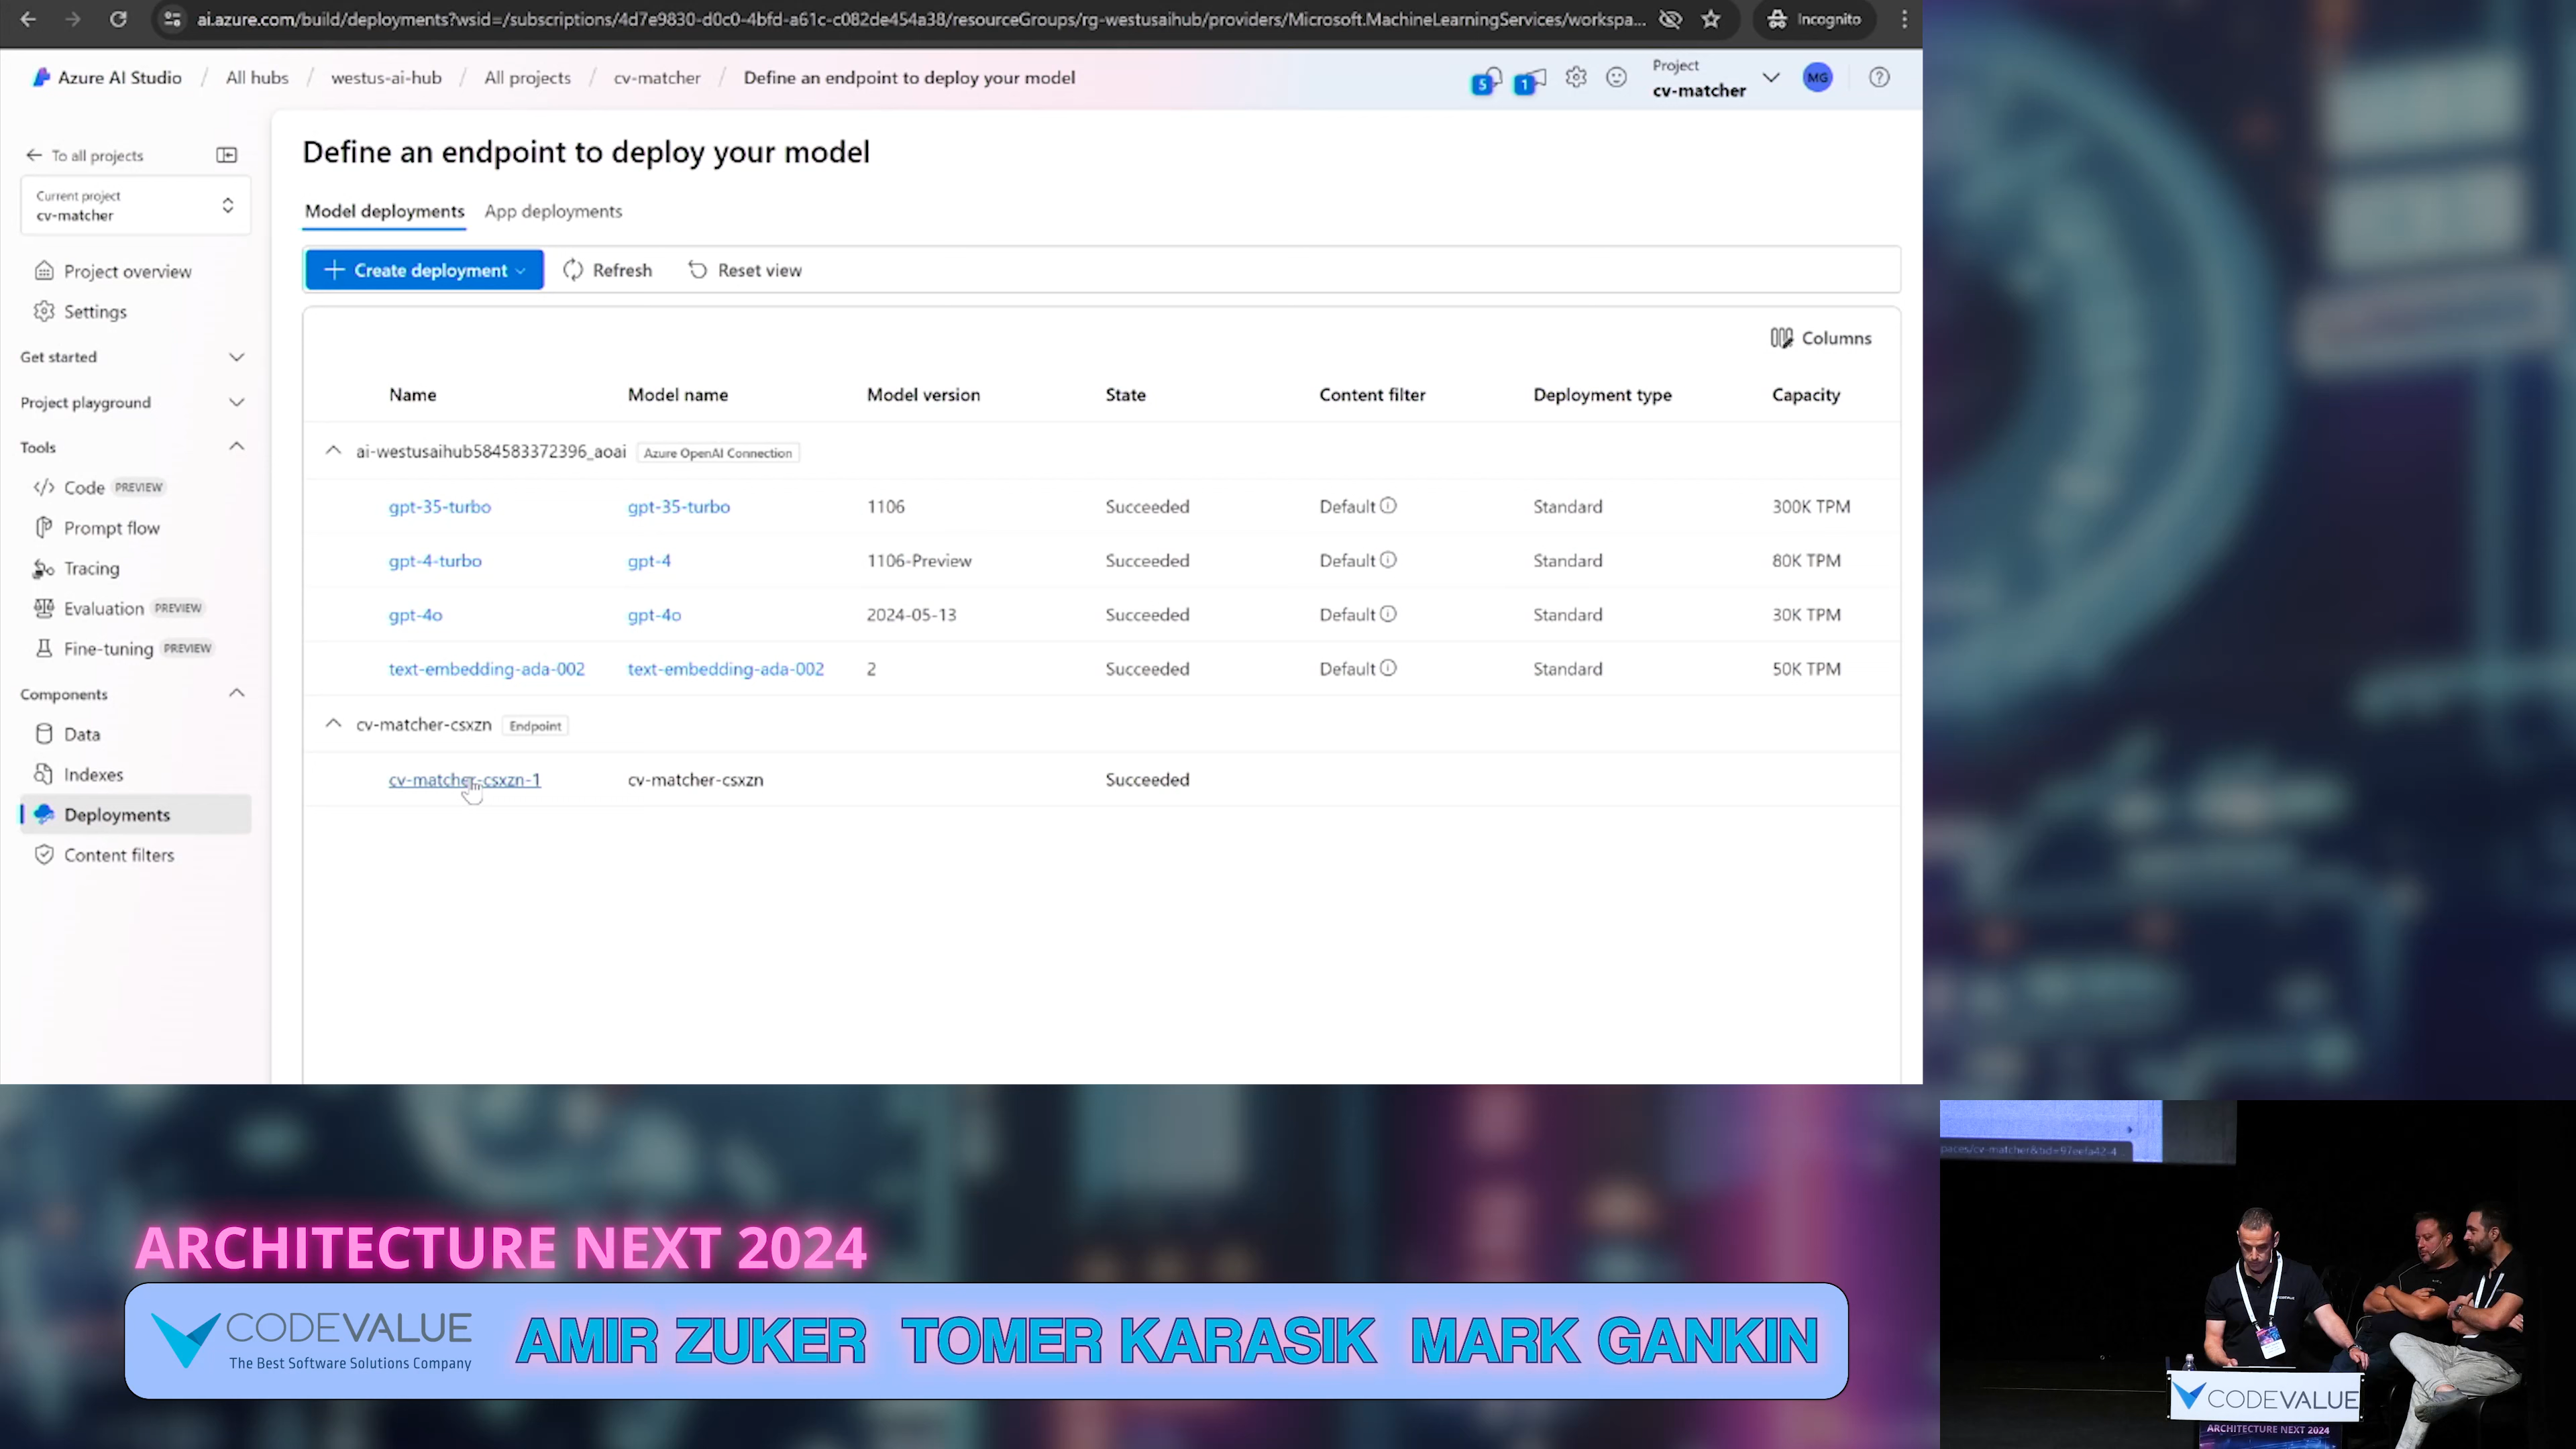 ai.azure.com/build/deployments?wsid=/subscriptions/4d7e9830-d0c0-4bfd-a61c-c082de454a38/resourceGroups/rg-westusaihub/providers/Microsoft.MachineLearningServices/workspa...
Incognito
Azure AI Studio / All hubs / westus-ai-hub / All projects / cv-matcher / Define an endpoint to deploy your model
5
1
Project
cv-matcher
MG
To all projects
Current project
cv-matcher
Project overview
Settings
Get started
Project playground
Tools
Code PREVIEW
Prompt flow
Tracing
Evaluation PREVIEW
Fine-tuning PREVIEW
Components
Data
Indexes
Deployments
Content filters
Define an endpoint to deploy your model
Model deployments App deployments
Create deployment Refresh Reset view
Columns
Name Model name Model version State Content filter Deployment type Capacity
ai-westusaihub584583372396_aoai Azure OpenAI Connection
gpt-35-turbo gpt-35-turbo 1106 Succeeded Default Standard 300K TPM
gpt-4-turbo gpt-4 1106-Preview Succeeded Default Standard 80K TPM
gpt-4o gpt-4o 2024-05-13 Succeeded Default Standard 30K TPM
text-embedding-ada-002 text-embedding-ada-002 2 Succeeded Default Standard 50K TPM
cv-matcher-csxzn Endpoint
cv-matcher-csxzn-1 cv-matcher-csxzn Succeeded
ARCHITECTURE NEXT 2024
CODEVALUE
The Best Software Solutions Company
AMIR ZUKER TOMER KARASIK MARK GANKIN
paces/cv-matcher&tid=97eefa42-4
CODEVALUE
ARCHITECTURE NEXT 2024